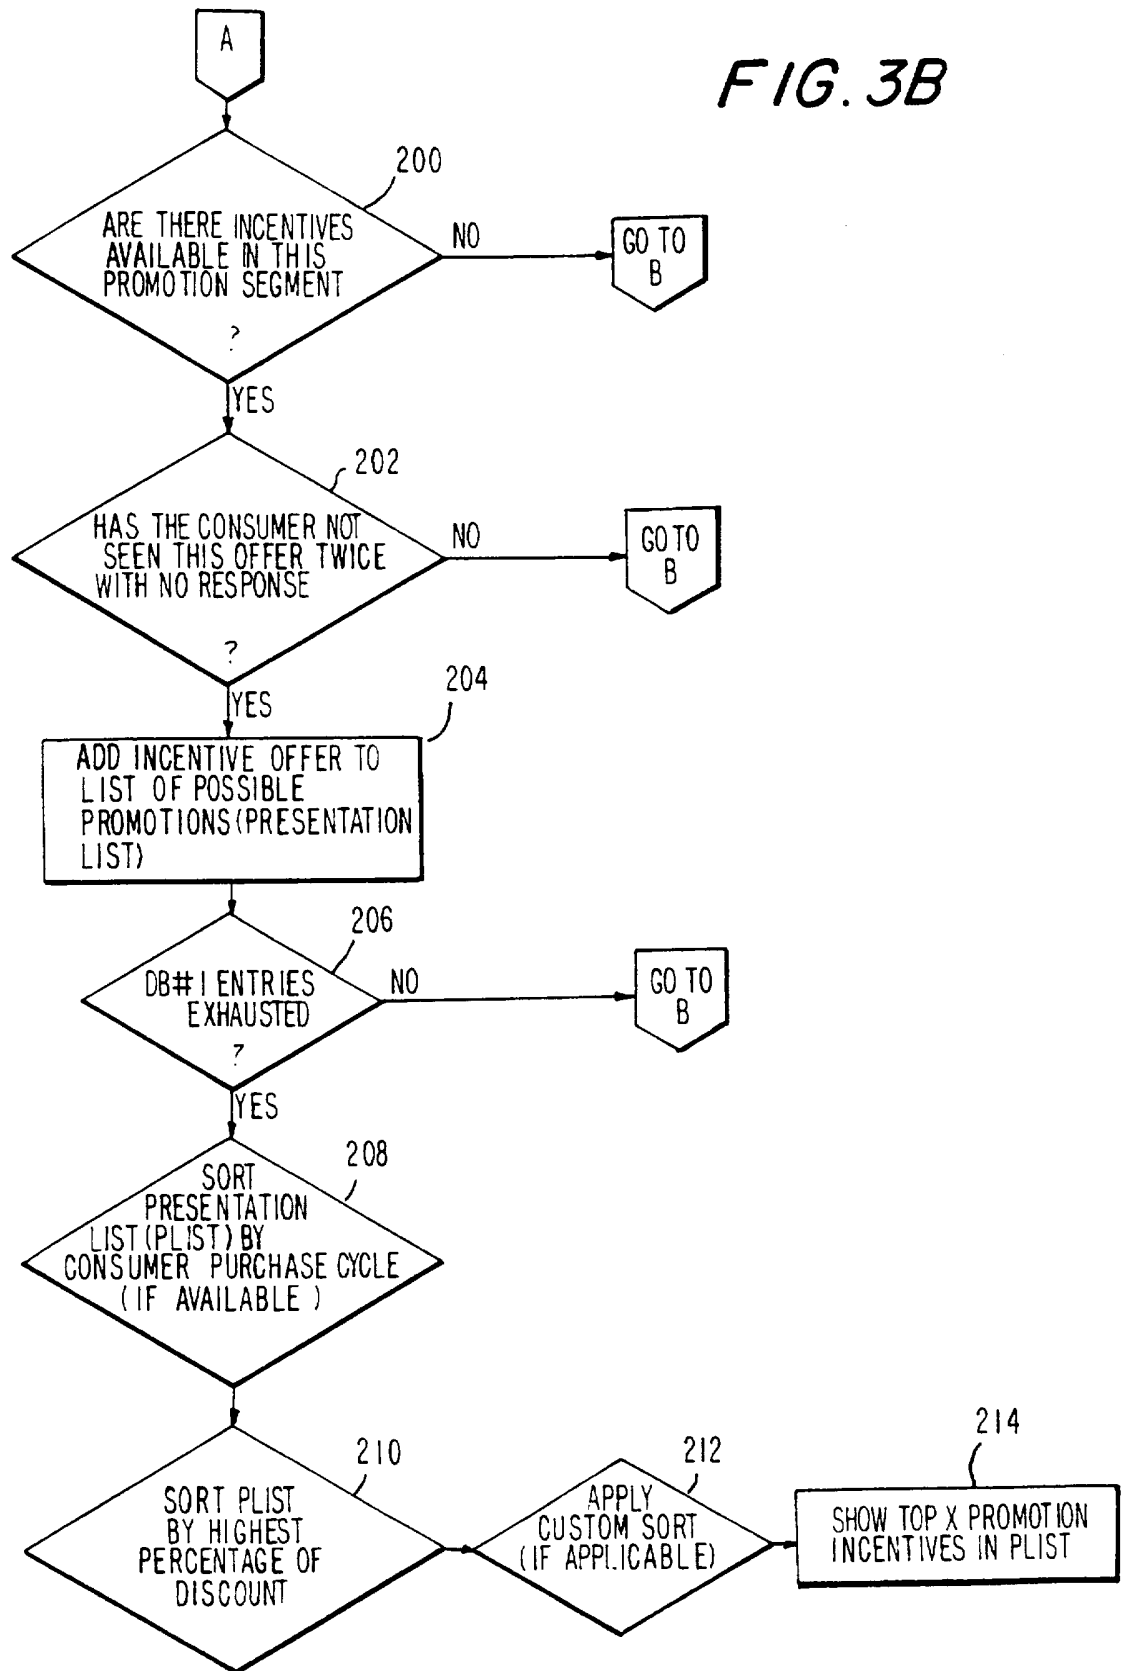 A
FIG. 3B
200
ARE THERE INCENTIVES
AVAILABLE IN THIS
PROMOTION SEGMENT
?
NO
GO TO
B
YES
202
HAS THE CONSUMER NOT
SEEN THIS OFFER TWICE
WITH NO RESPONSE
?
NO
GO TO
B
YES
204
ADD INCENTIVE OFFER TO
LIST OF POSSIBLE
PROMOTIONS (PRESENTATION
LIST)
206
DB#1 ENTRIES
EXHAUSTED
?
NO
GO TO
B
YES
208
SORT
PRESENTATION
LIST (PLIST) BY
CONSUMER PURCHASE CYCLE
(IF AVAILABLE)
210
SORT PLIST
BY HIGHEST
PERCENTAGE OF
DISCOUNT
212
APPLY
CUSTOM SORT
(IF APPLICABLE)
214
SHOW TOP X PROMOTION
INCENTIVES IN PLIST